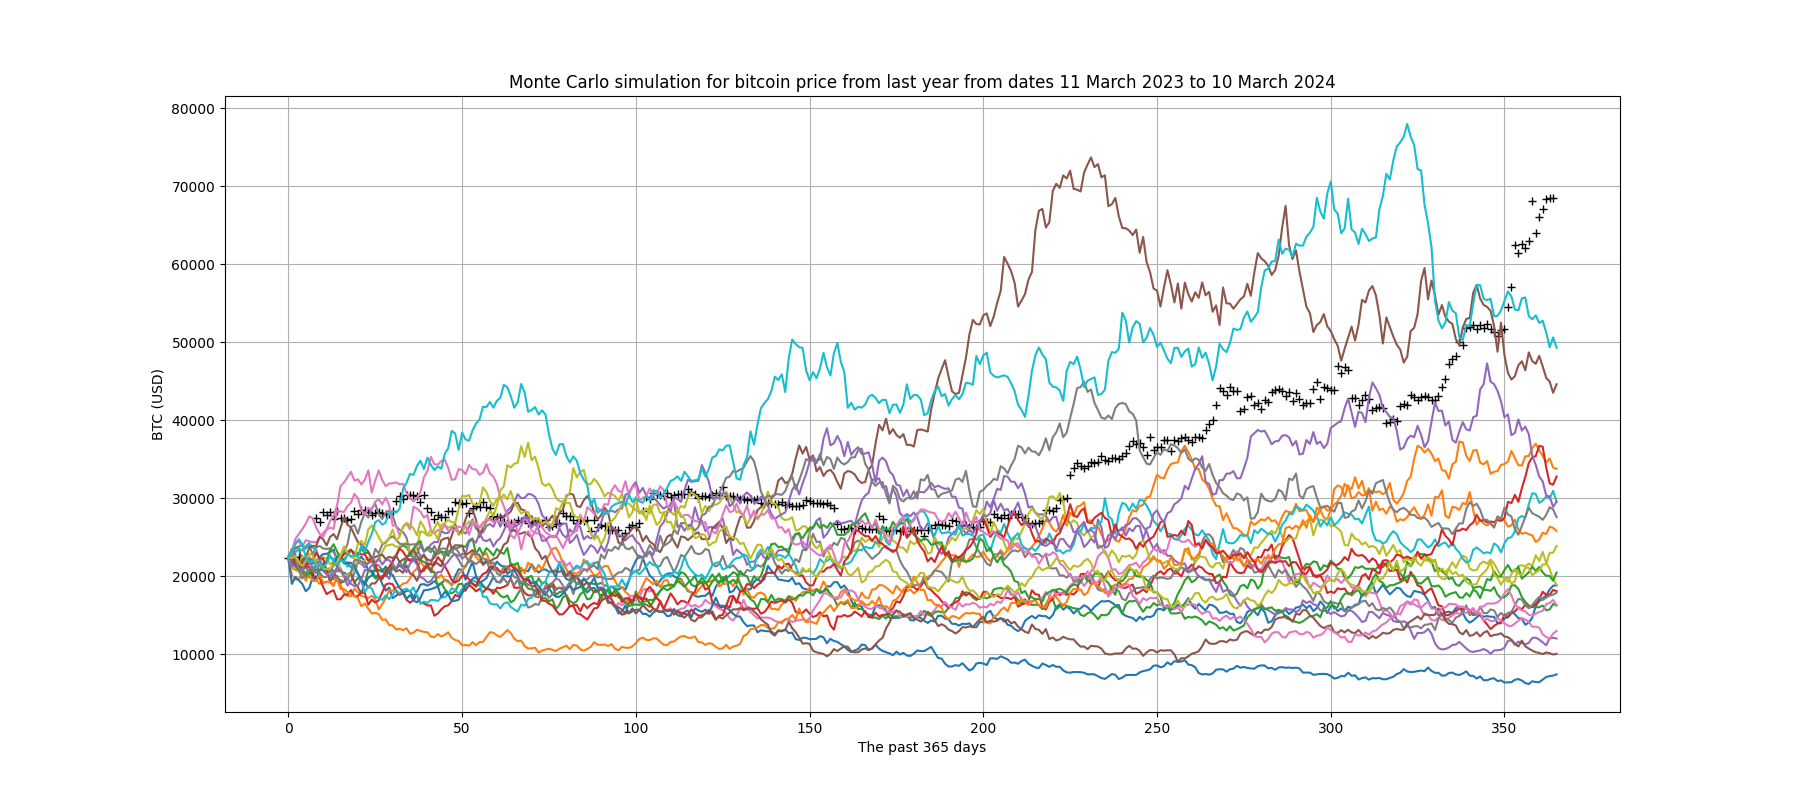 Monte Carlo simulation for bitcoin price from last year from dates 11 March 2023 to 10 March 2024
80000
70000
60000
50000
40000
30000
20000
10000
BTC (USD)
0 50 100 150 200 250 300 350
The past 365 days